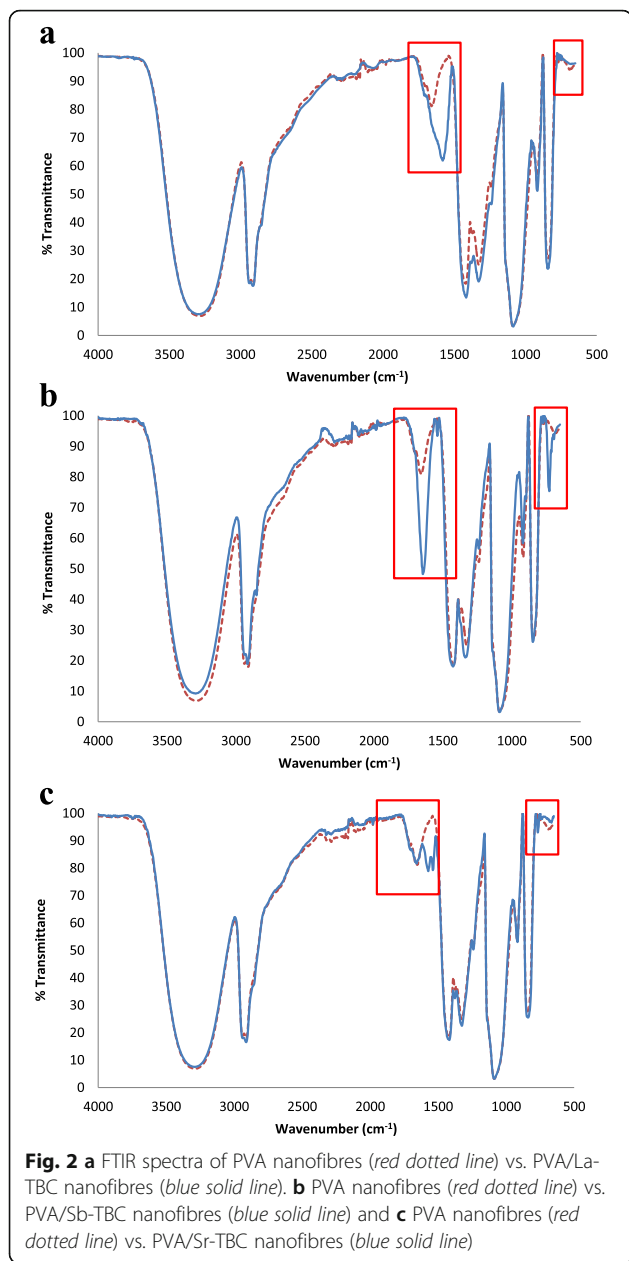 a
100
90
80
70
60
50
40
30
20
10
0
% Transmittance
4000 3500 3000 2500 2000 1500 1000 500
Wavenumber (cm-1)
b
100
90
80
70
60
50
40
30
20
10
0
% Transmittance
4000 3500 3000 2500 2000 1500 1000 500
Wavenumber (cm-1)
c
100
90
80
70
60
50
40
30
20
10
0
% Transmittance
4000 3500 3000 2500 2000 1500 1000 500
Wavenumber (cm-1)
Fig. 2 a FTIR spectra of PVA nanofibres (red dotted line) vs. PVA/La-
TBC nanofibres (blue solid line). b PVA nanofibres (red dotted line) vs.
PVA/Sb-TBC nanofibres (blue solid line) and c PVA nanofibres (red
dotted line) vs. PVA/Sr-TBC nanofibres (blue solid line)